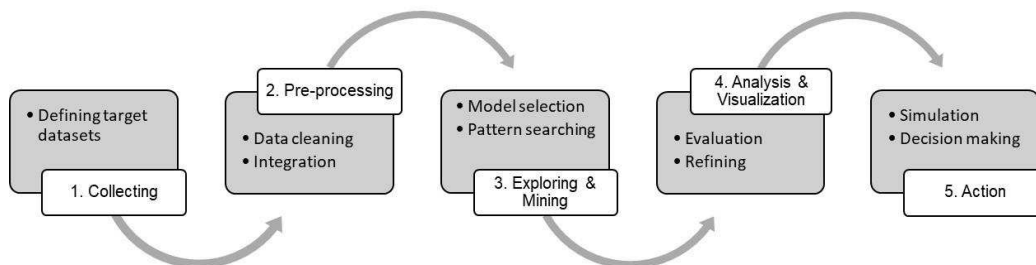 • Defining target
datasets
1. Collecting
2. Pre-processing
• Data cleaning
• Integration
• Model selection
• Pattern searching
3. Exploring &
Mining
4. Analysis &
Visualization
• Evaluation
• Refining
• Simulation
• Decision making
5. Action